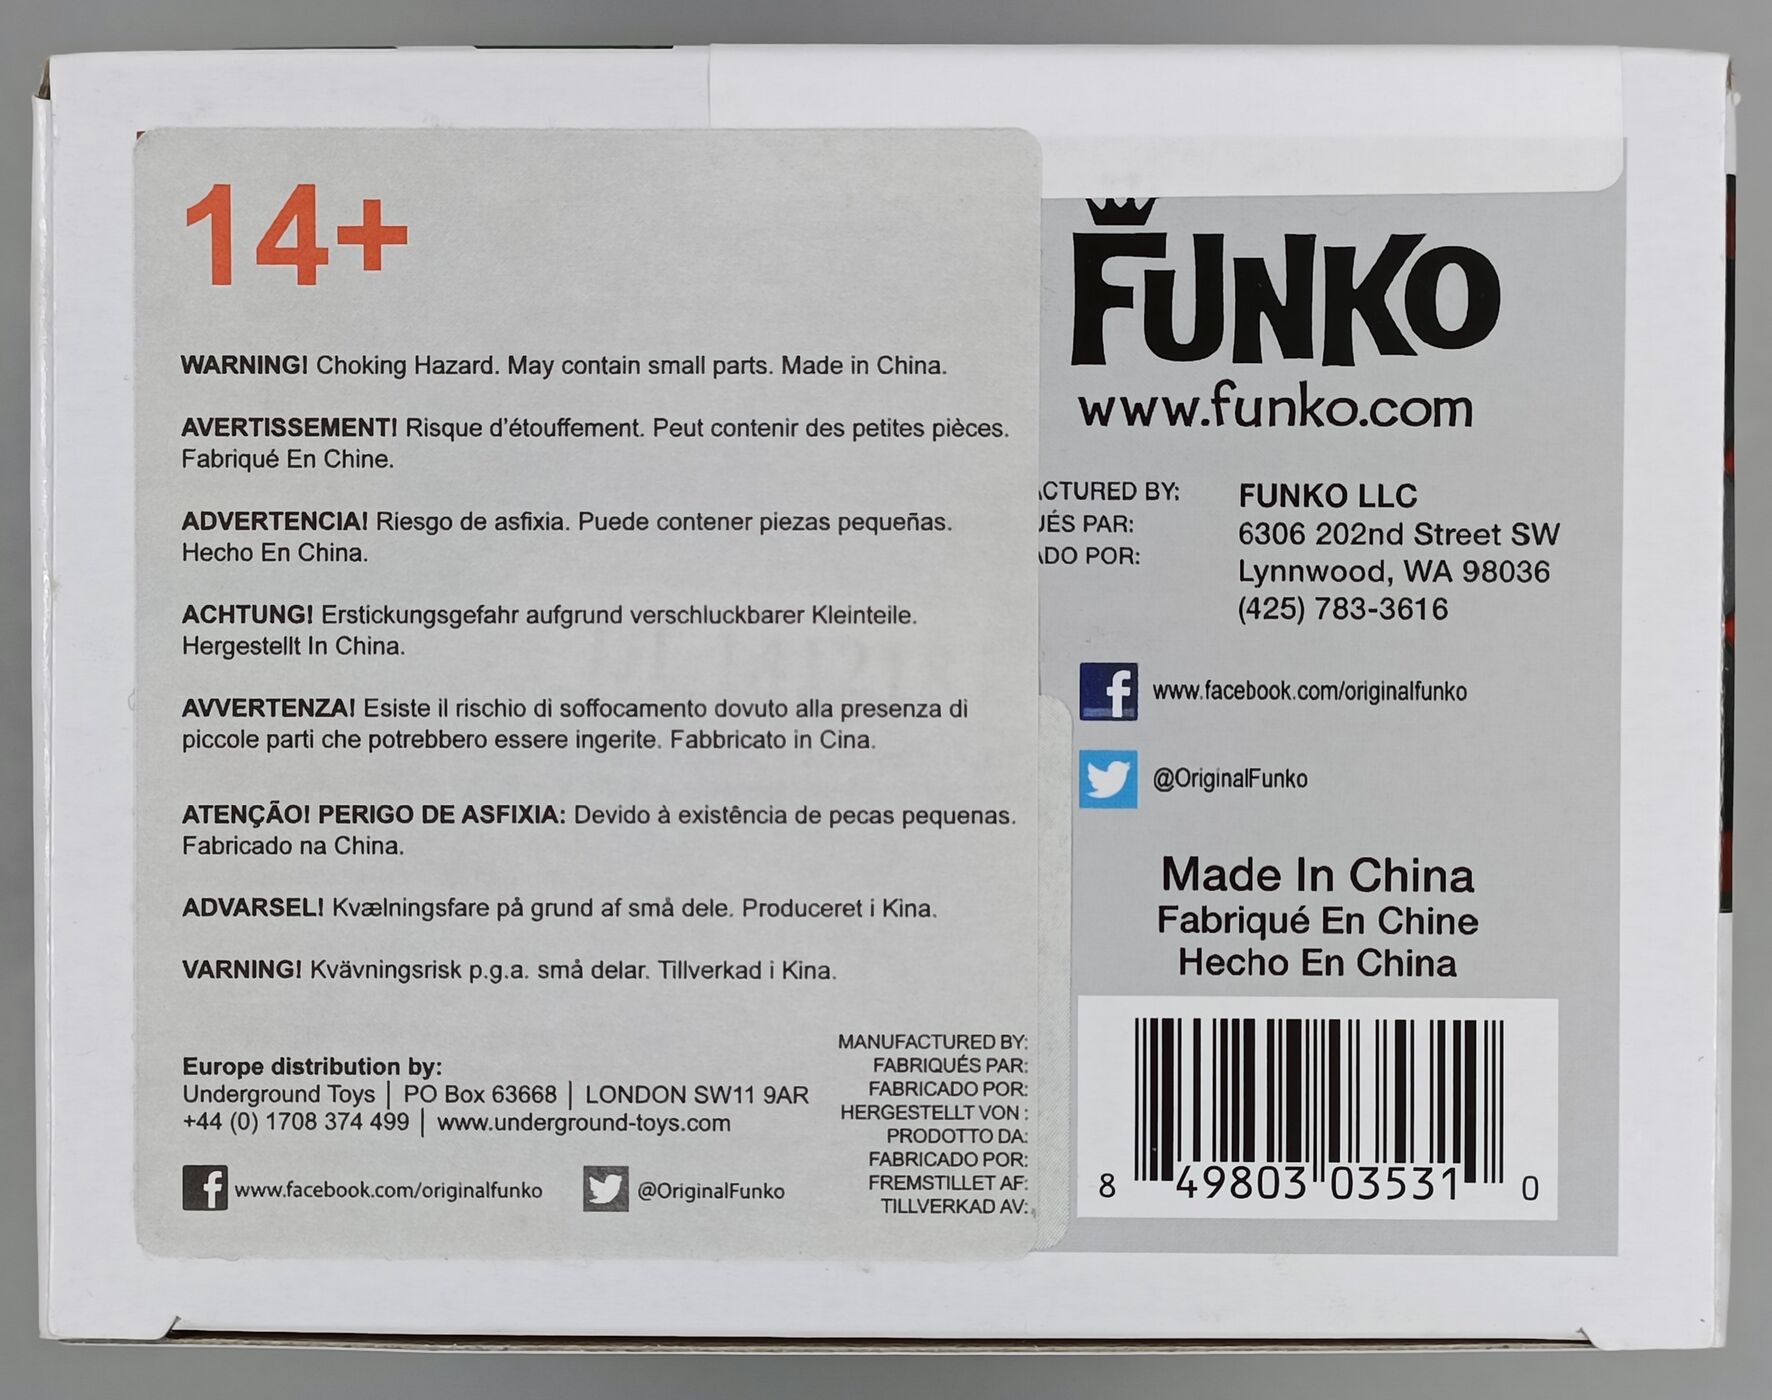 14+
WARNING! Choking Hazard. May contain small parts. Made in China.
AVERTISSEMENT! Risque d'étouffement. Peut contenir des petites pièces.
Fabriqué En Chine.
ADVERTENCIA! Riesgo de asfixia. Puede contener piezas pequeñas.
Hecho En China.
ACHTUNG! Erstickungsgefahr aufgrund verschluckbarer Kleinteile.
Hergestellt In China.
AVVERTENZA! Esiste il rischio di soffocamento dovuto alla presenza di
piccole parti che potrebbero essere ingerite. Fabbricato in Cina.
ATENÇÃO! PERIGO DE ASFIXIA: Devido à existência de pecas pequenas.
Fabricado na China.
ADVARSEL! Kvælningsfare på grund af små dele. Produceret i Kina.
VARNING! Kvävningsrisk p.g.a. små delar. Tillverkad i Kina.
Europe distribution by:
Underground Toys | PO Box 63668 | LONDON SW11 9AR
+44 (0) 1708 374 499 | www.underground-toys.com
www.facebook.com/originalfunko
@OriginalFunko
MANUFACTURED BY:
FABRIQUÉS PAR:
FABRICADO POR:
HERGESTELLT VON :
PRODOTTO DA:
FABRICADO POR:
FREMSTILLET AF:
TILLVERKAD AV:
FUNKO
www.funko.com
CTURED BY:
ÉS PAR:
DO POR:
FUNKO LLC
6306 202nd Street SW
Lynnwood, WA 98036
(425) 783-3616
www.facebook.com/originalfunko
@OriginalFunko
Made In China
Fabriqué En Chine
Hecho En China
8 49803 03531 0